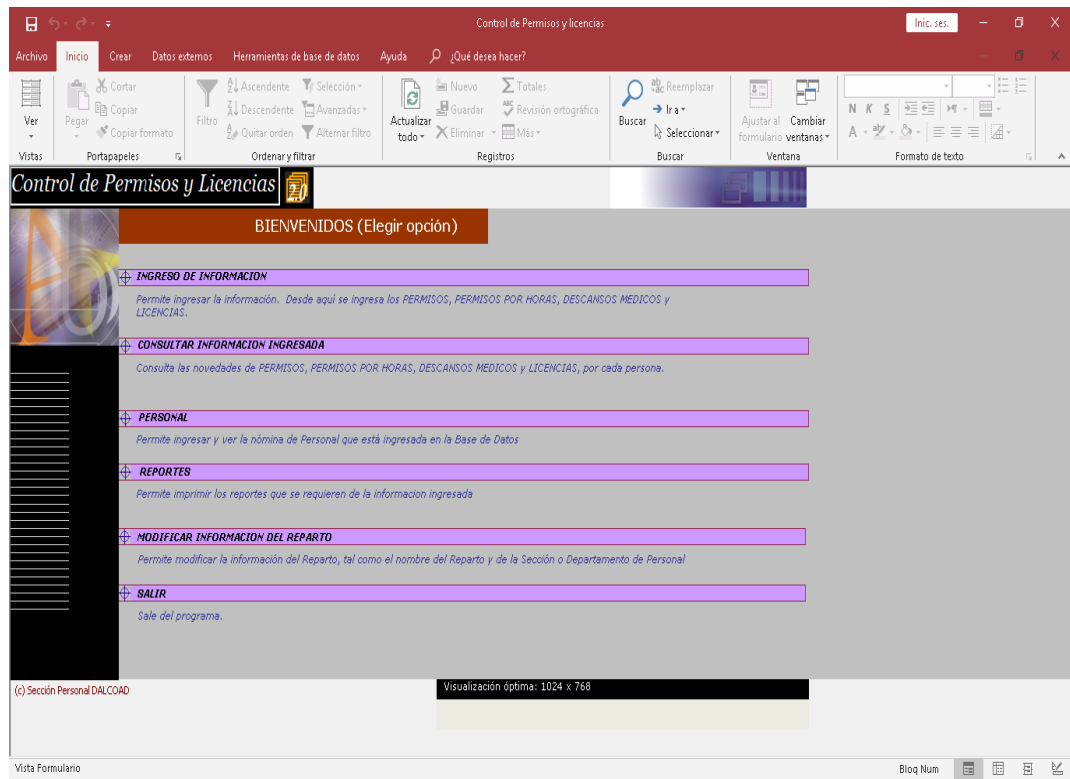 Control de Permisos y licencias
Inic. ses.
Archivo Inicio Crear Datos externos Herramientas de base de datos Ayuda ¿Qué desea hacer?
Ver
Vistas
Pegar
Cortar
Copiar
Copiar formato
Portapapeles
Filtro
Ascendente
Descendente
Quitar orden
Selección
Avanzadas
Alternar filtro
Ordenar y filtrar
Actualizar
todo
Nuevo
Guardar
Eliminar
Totales
Revisión ortográfica
Más
Registros
Buscar
Reemplazar
Ir a
Seleccionar
Buscar
Ajustar al
formulario
Cambiar
ventanas
Ventana
N K S
A
Formato de texto
Control de Permisos y Licencias 2.0
BIENVENIDOS (Elegir opción)
INGRESO DE INFORMACION
Permite ingresar la información. Desde aquí se ingresa los PERMISOS, PERMISOS POR HORAS, DESCANSOS MEDICOS y
LICENCIAS.
CONSULTAR INFORMACION INGRESADA
Consulta las novedades de PERMISOS, PERMISOS POR HORAS, DESCANSOS MEDICOS y LICENCIAS, por cada persona.
PERSONAL
Permite ingresar y ver la nómina de Personal que está ingresada en la Base de Datos
REPORTES
Permite imprimir los reportes que se requieren de la informacion ingresada
MODIFICAR INFORMACION DEL REPARTO
Permite modificar la información del Reparto, tal como el nombre del Reparto y de la Sección o Departamento de Personal
SALIR
Sale del programa.
(c) Sección Personal DALCOAD
Visualización óptima: 1024 x 768
Vista Formulario
Bloq Num